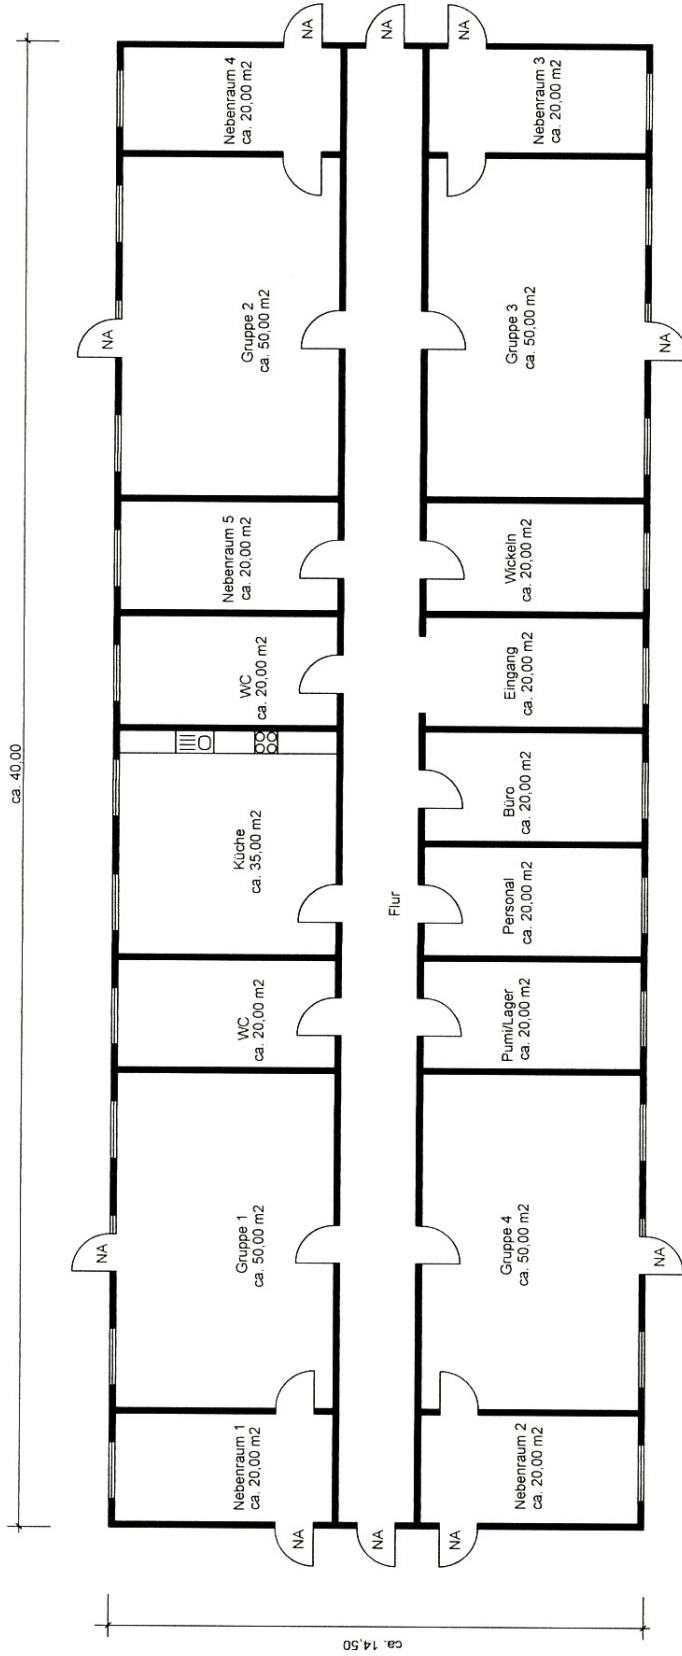 ca. 40,00
NA
NA
NA
NA
NA
Nebenraum 1
ca. 20,00 m2
Gruppe 1
ca. 50,00 m2
WC
ca. 20,00 m2
Küche
ca. 35,00 m2
WC
ca. 20,00 m2
Nebenraum 5
ca. 20,00 m2
Gruppe 2
ca. 50,00 m2
Nebenraum 4
ca. 20,00 m2
Flur
NA
Nebenraum 2
ca. 20,00 m2
Gruppe 4
ca. 50,00 m2
Pumi/Lager
ca. 20,00 m2
Personal
ca. 20,00 m2
Büro
ca. 20,00 m2
Eingang
ca. 20,00 m2
Wickeln
ca. 20,00 m2
Gruppe 3
ca. 50,00 m2
Nebenraum 3
ca. 20,00 m2
NA
NA
NA
NA
ca. 14,50